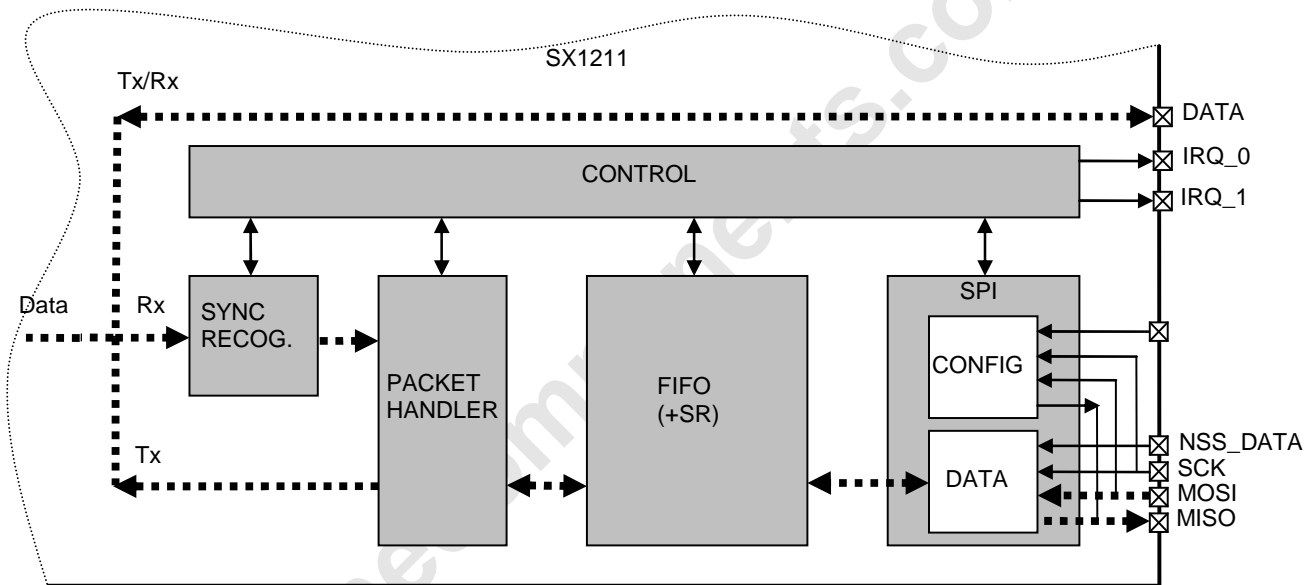 SX1211
Tx/Rx
DATA
IRQ_0
CONTROL
IRQ_1
SPI
Data
Rx
SYNC
RECOG.
CONFIG
PACKET
HANDLER
FIFO
(+SR)
NSS_DATA
Tx
SCK
DATA
MOSI
MISO